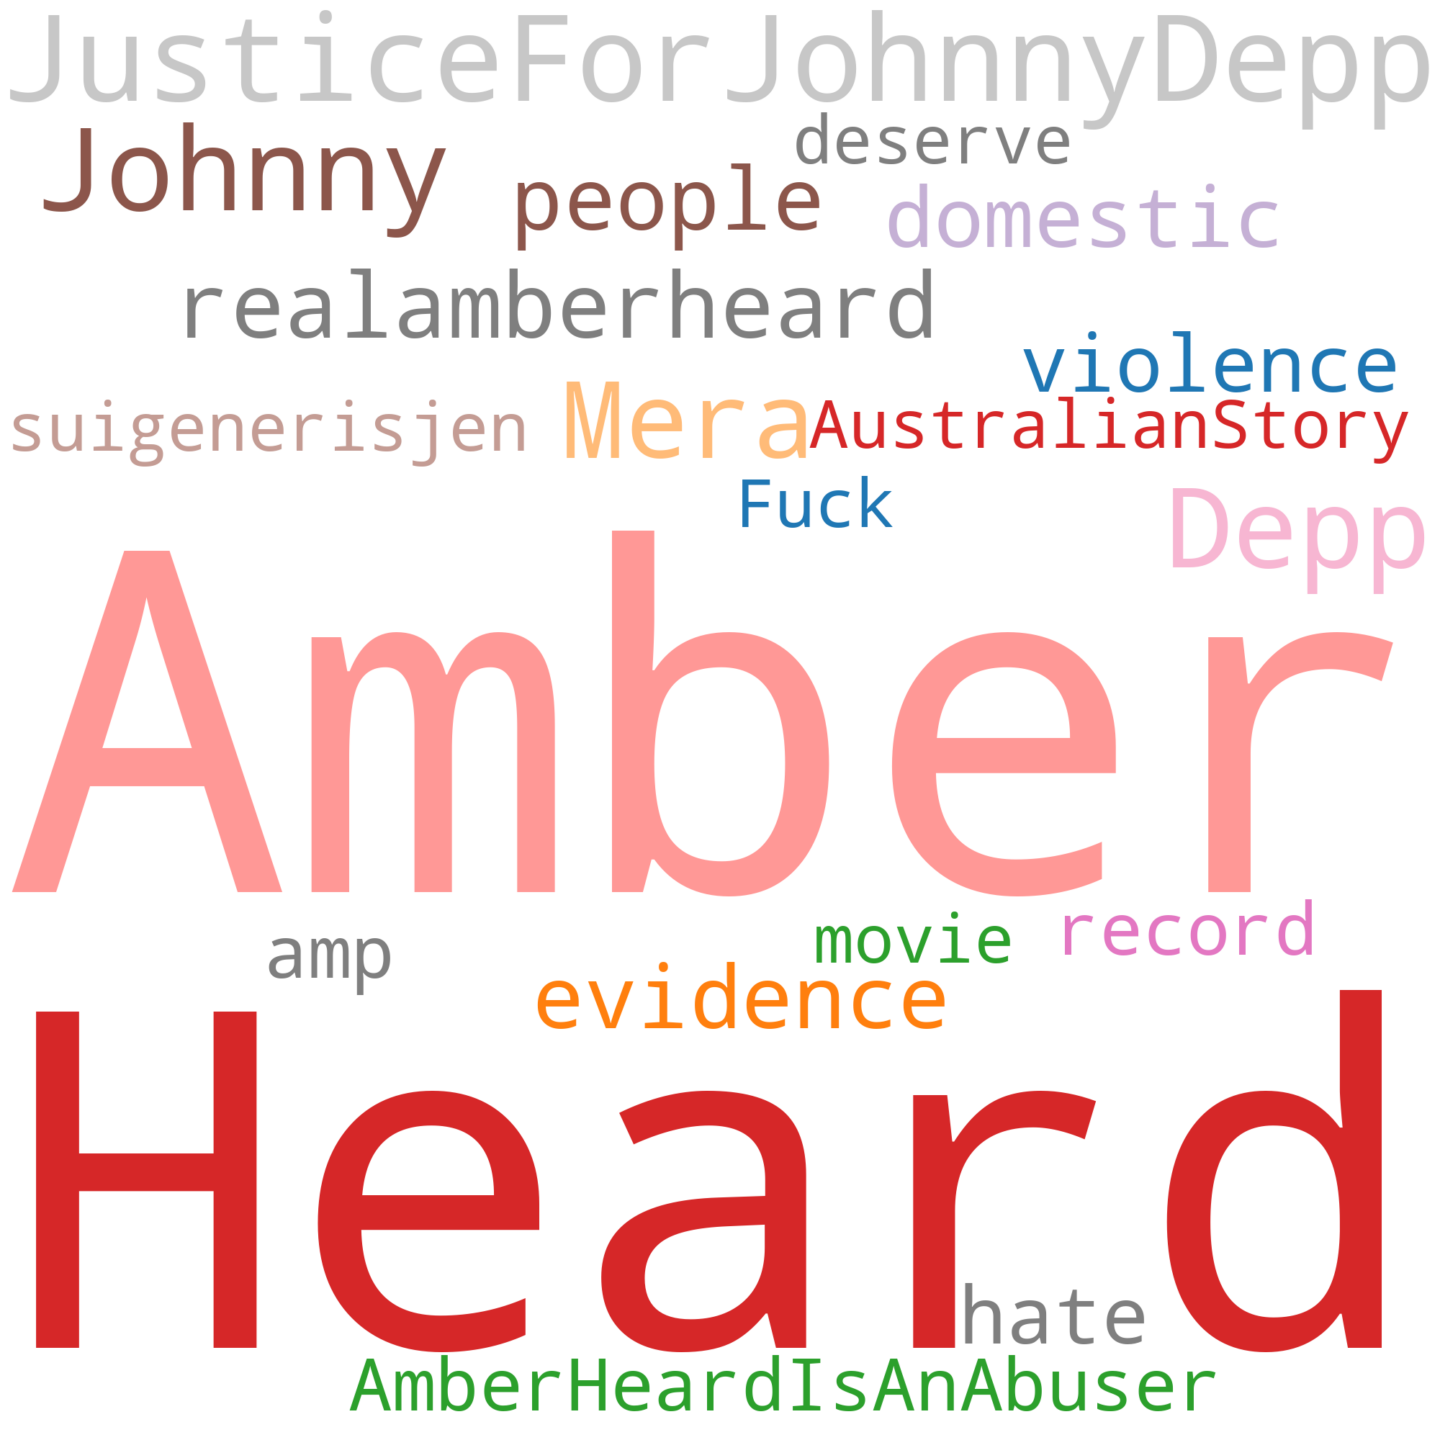 JusticeForJohnnyDepp
deserve
Johnny
people
domestic
realamberheard
violence
suigenerisjen
Mera
AustralianStory
Fuck
Depp
Amber
amp
movie
record
evidence
Heard
hate
AmberHeardIsAnAbuser